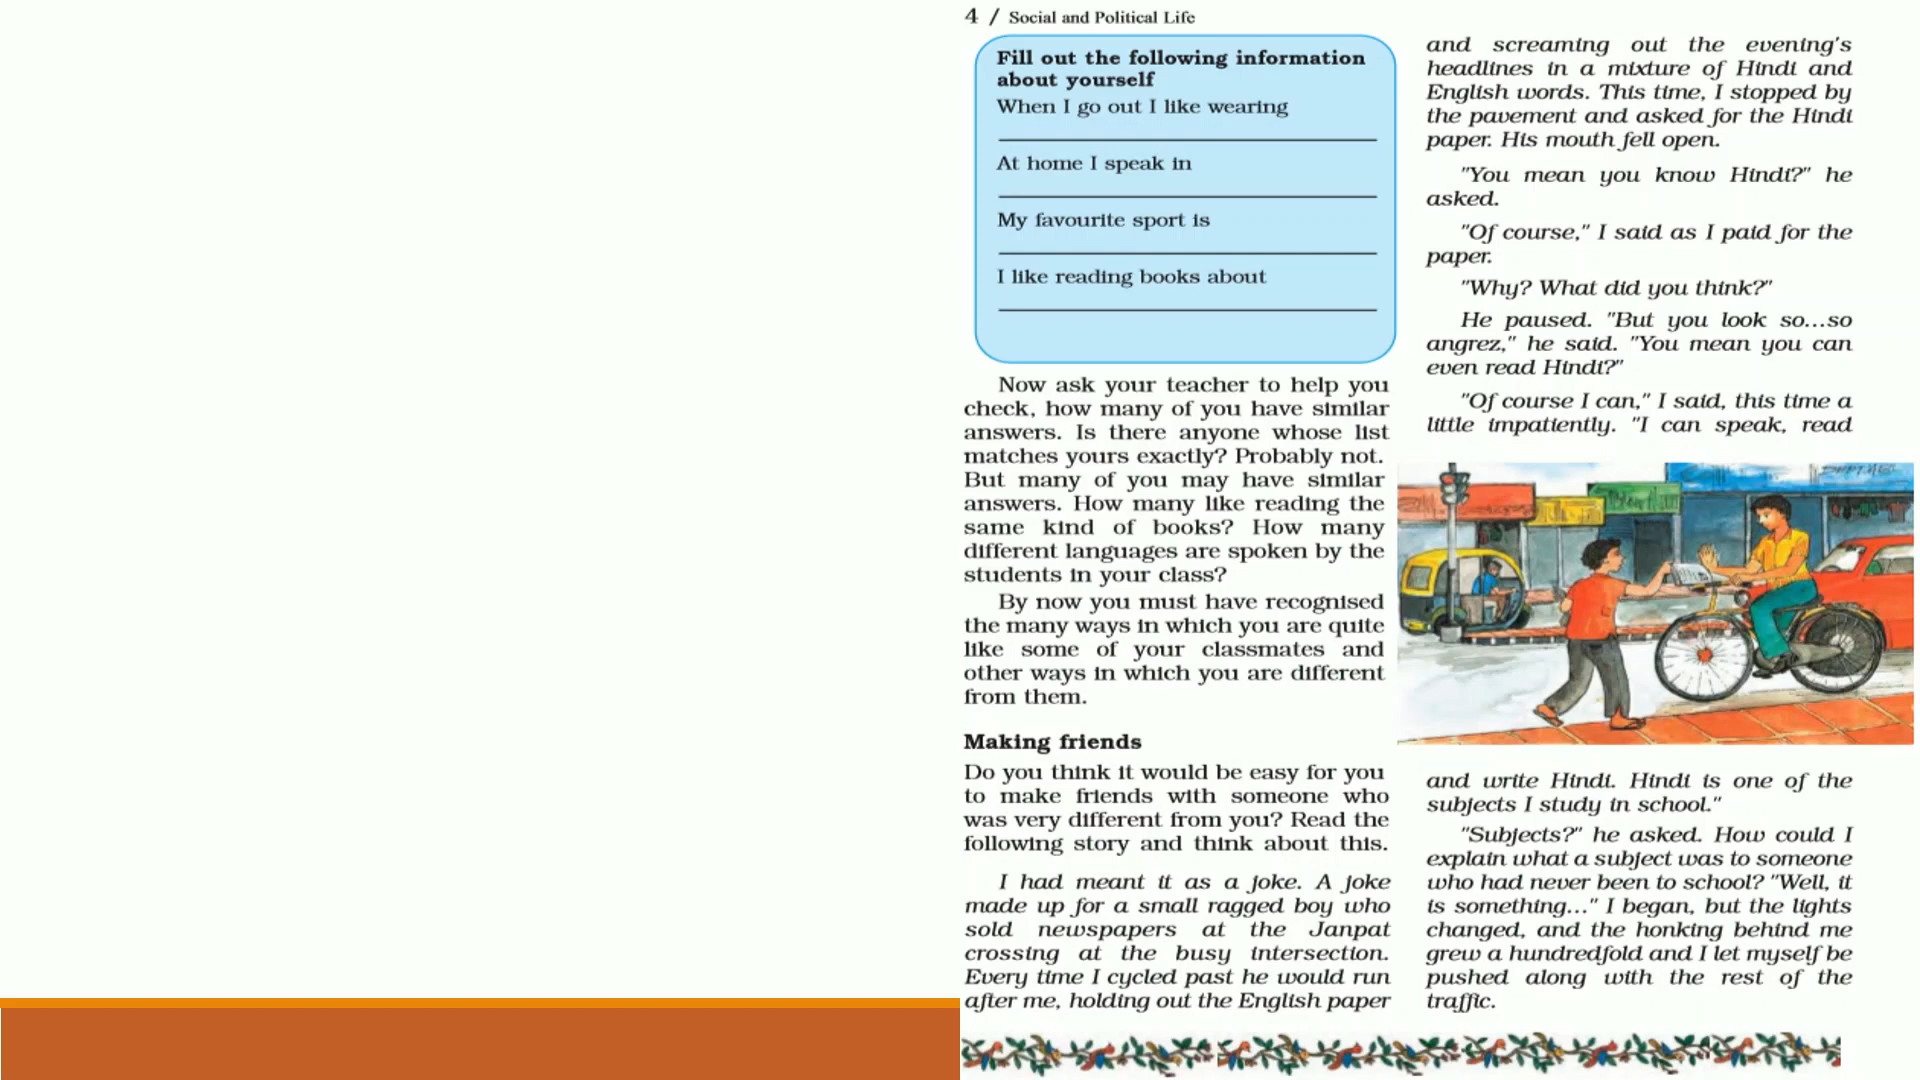 4 / Social and Political Life
Fill out the following information
about yourself
When I go out I like wearing
At home I speak in
My favourite sport is
I like reading books about
Now ask your teacher to help you
check, how many of you have similar
answers. Is there anyone whose list
matches yours exactly? Probably not.
But many of you may have similar
answers. How many like reading the
same kind of books? How many
different languages are spoken by the
students in your class?
By now you must have recognised
the many ways in which you are quite
like some of your classmates and
other ways in which you are different
from them.
Making friends
Do you think it would be easy for you
to make friends with someone who
was very different from you? Read the
following story and think about this.
I had meant it as a joke. A joke
made up for a small ragged boy who
sold newspapers at the Janpat
crossing at the busy intersection.
Every time I cycled past he would run
after me, holding out the English paper
and screaming out the evening's
headlines in a mixture of Hindi and
English words. This time, I stopped by
the pavement and asked for the Hindi
paper. His mouth fell open.
"You mean you know Hindi?" he
asked.
"Of course," I said as I paid for the
paper.
"Why? What did you think?"
He paused. "But you look so...so
angrez," he said. "You mean you can
even read Hindi?"
"Of course I can," I said, this time a
little impatiently. "I can speak, read
and write Hindi. Hindi is one of the
subjects I study in school."
"Subjects?" he asked. How could I
explain what a subject was to someone
who had never been to school? "Well, it
is something..." I began, but the lights
changed, and the honking behind me
grew a hundredfold and I let myself be
pushed along with the rest of the
traffic.